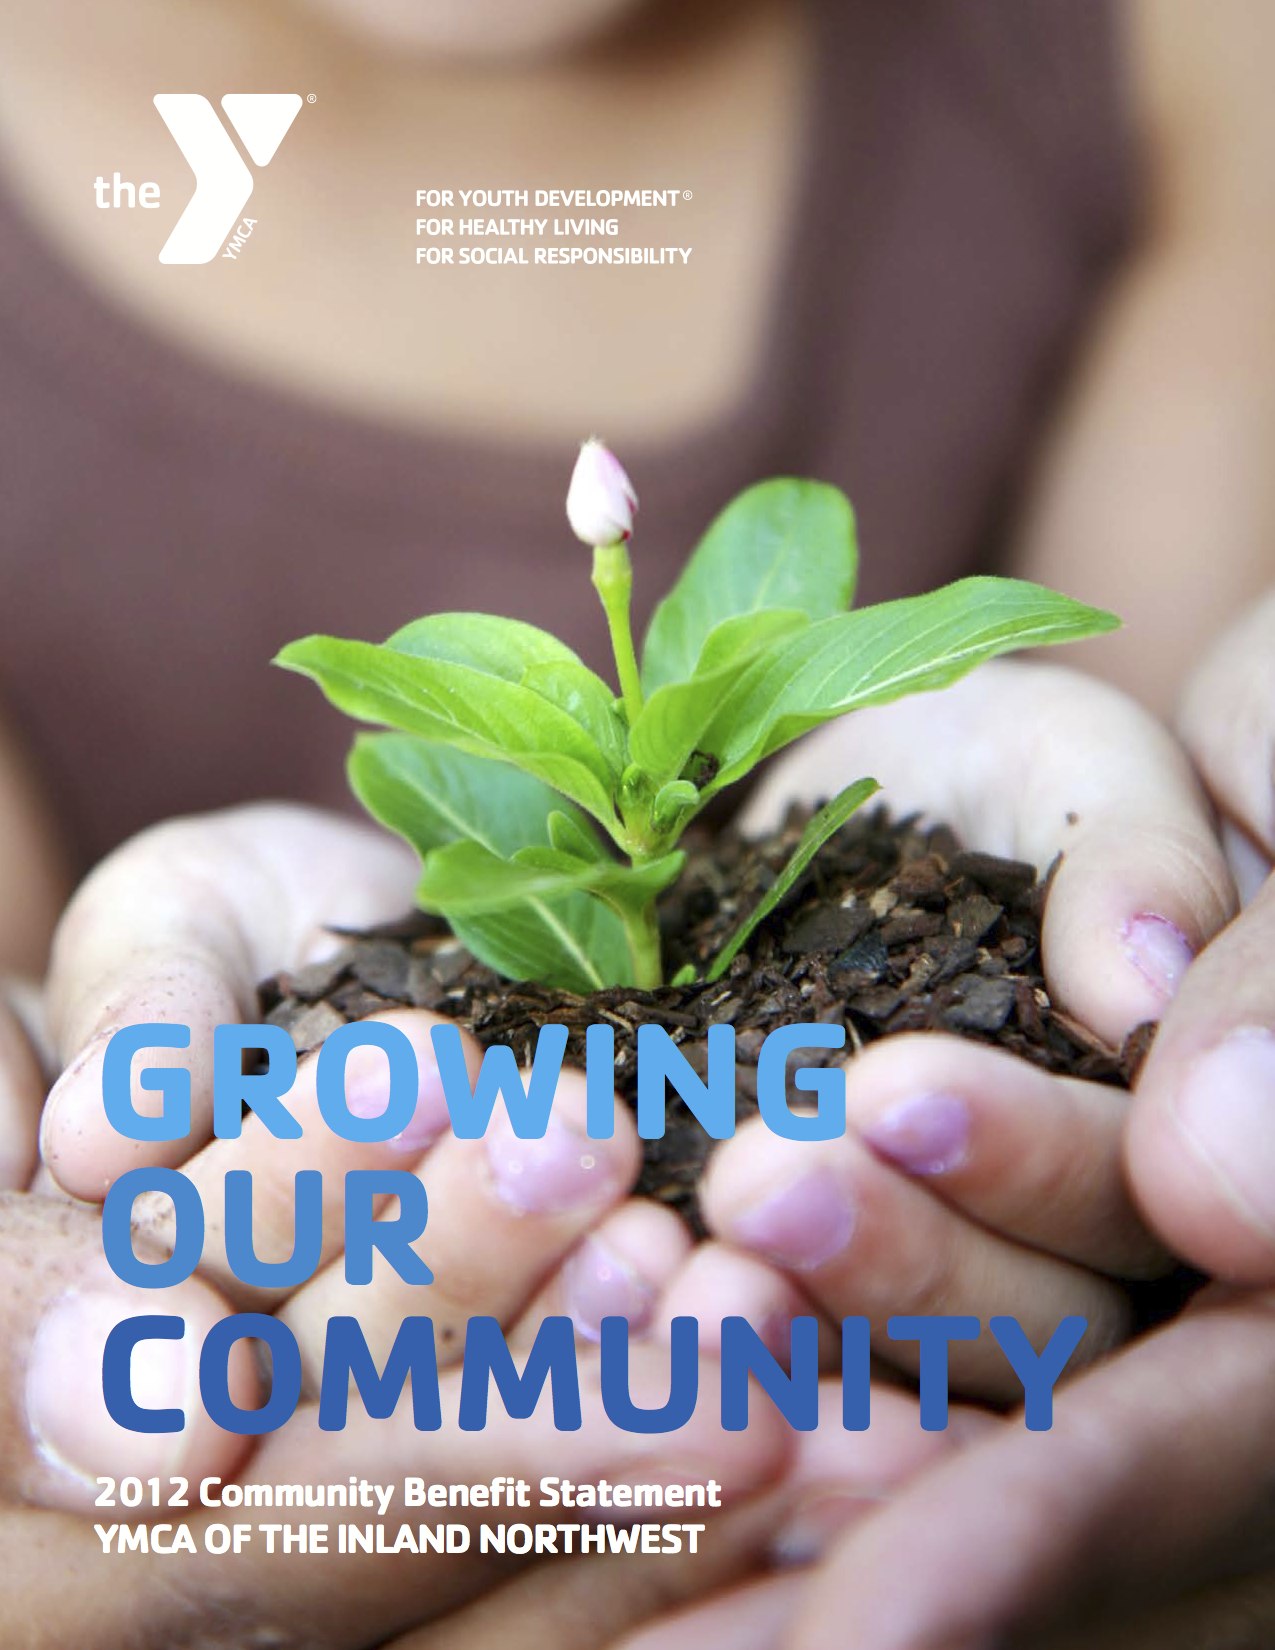 the
YMCA
®
FOR YOUTH DEVELOPMENT®
FOR HEALTHY LIVING
FOR SOCIAL RESPONSIBILITY
GROWING
OUR
COMMUNITY
2012 Community Benefit Statement
YMCA OF THE INLAND NORTHWEST